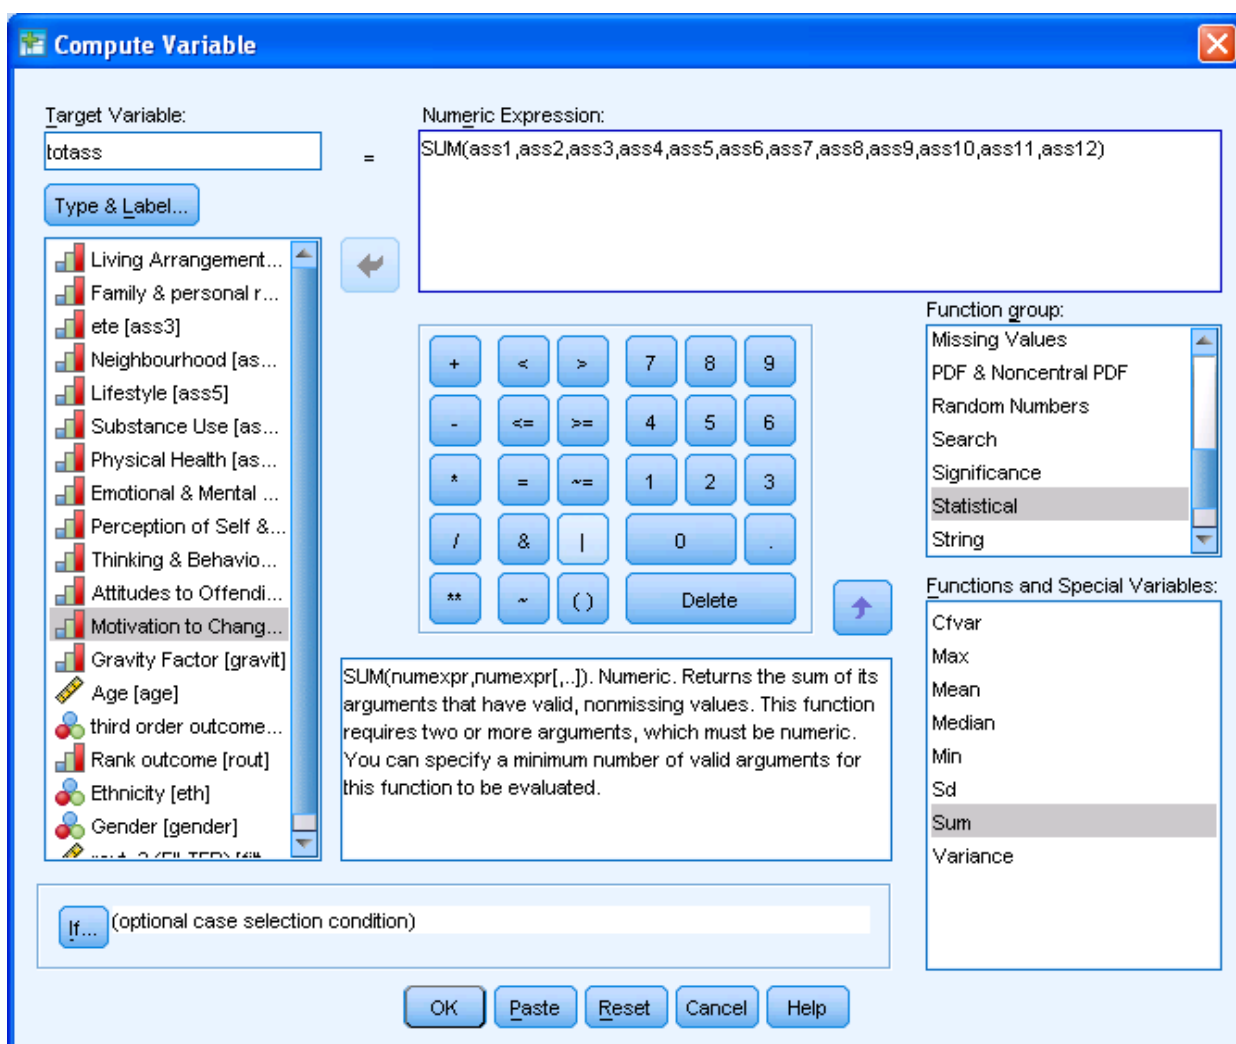 Compute Variable
Target Variable:
totass
=
Numeric Expression:
SUM(ass1,ass2,ass3,ass4,ass5,ass6,ass7,ass8,ass9,ass10,ass11,ass12)
Type & Label...
Living Arrangement...
Family & personal r...
ete [ass3]
Neighbourhood [as...
Lifestyle [ass5]
Substance Use [as...
Physical Health [as...
Emotional & Mental ...
Perception of Self &...
Thinking & Behavio...
Attitudes to Offendi...
Motivation to Chang...
Gravity Factor [gravit]
Age [age]
third order outcome...
Rank outcome [rout]
Ethnicity [eth]
Gender [gender]
+ < > 7 8 9
- <= >= 4 5 6
* = ~= 1 2 3
/ & | 0 .
** ~ ( ) Delete
Function group:
Missing Values
PDF & Noncentral PDF
Random Numbers
Search
Significance
Statistical
String
Functions and Special Variables:
Cfvar
Max
Mean
Median
Min
Sd
Sum
Variance
SUM(numexpr,numexpr[,..]). Numeric. Returns the sum of its
arguments that have valid, nonmissing values. This function
requires two or more arguments, which must be numeric.
You can specify a minimum number of valid arguments for
this function to be evaluated.
If... (optional case selection condition)
OK Paste Reset Cancel Help